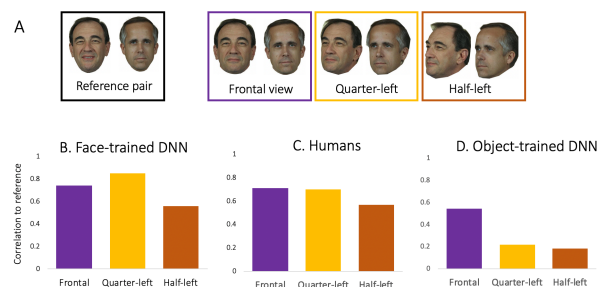 A
Reference pair
Frontal view
Quarter-left
Half-left
B. Face-trained DNN
C. Humans
D. Object-trained DNN
Correlation to reference
1
0.8
0.6
0.4
0.2
0
Frontal
Quarter-left
Half-left
1
0.8
0.6
0.4
0.2
0
Frontal
Quarter-left
Half-left
1
0.8
0.6
0.4
0.2
0
Frontal
Quarter-left
Half-left